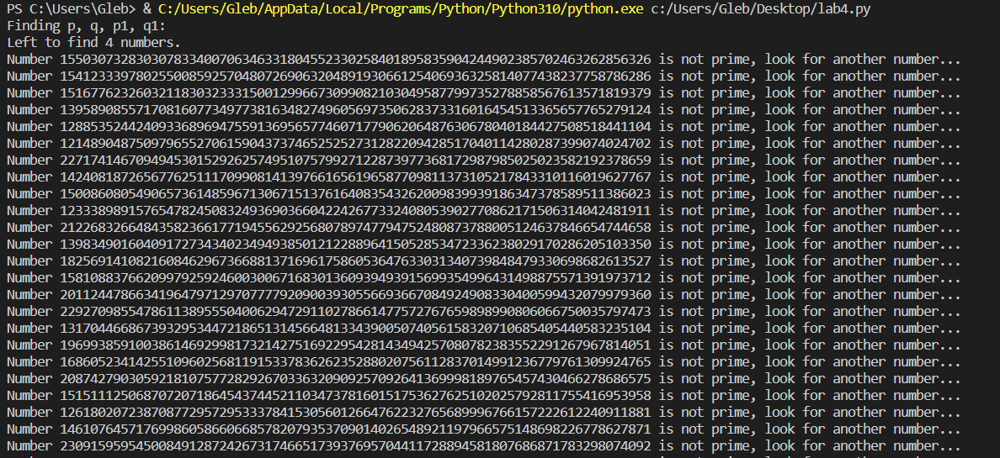 PS C:\Users\Gleb> & C:/Users/Gleb/AppData/Local/Programs/Python/Python310/python.exe c:/Users/Gleb/Desktop/lab4.py
Finding p, q, p1, q1:
Left to find 4 numbers.
Number 15503073283030783340070634633180455233025840189583590424490238570246326285632​6 is not prime, look for another number...
Number 154123339780255008592570480726906320489193066125406936325814077438237758786286 is not prime, look for another number...
Number 151677623260321183032333150012996673099082103049587799735278858567613571819379 is not prime, look for another number...
Number 139589085571708160773497738163482749605697350628373316016454513365657765279124 is not prime, look for another number...
Number 128853524424093368969475591369565774607177906206487630678040184427508518441104 is not prime, look for another number...
Number 121489048750979655270615904373746525252731282209428517040114280287399074024702 is not prime, look for another number...
Number 227174146709494530152926257495107579927122873977368172987985025023582192378659 is not prime, look for another number...
Number 142408187265677625111709908141397661656196587709811373105217843310116019627767 is not prime, look for another number...
Number 150086080549065736148596713067151376164083543262009839939186347378589511386023 is not prime, look for another number...
Number 123338989157654782450832493690366042242677332408053902770862171506314042481911 is not prime, look for another number...
Number 212268326648435823661771945562925680789747794752480873788005124637846654744658 is not prime, look for another number...
Number 139834901604091727343402349493850121228896415052853472336238029170286205103350 is not prime, look for another number...
Number 182569141082160846296736688137169617586053647633031340739848479330698682613527 is not prime, look for another number...
Number 158108837662099792592460030067168301360939493915699354996431498875571391973712 is not prime, look for another number...
Number 201124478663419647971297077779209003930556693667084924908330400599432079979360 is not prime, look for another number...
Number 229270985547861138955504006294729110278661477572767659898990806066750035797473 is not prime, look for another number...
Number 131704466867393295344721865131456648133439005074056158320710685405440583235104 is not prime, look for another number...
Number 196993859100386146929981732142751692295428143494257080782383552291267967814051 is not prime, look for another number...
Number 168605234142551096025681191533783626235288020756112837014991236779761309924765 is not prime, look for another number...
Number 208742790305921810757728292670336320909257092641369998189765457430466278686575 is not prime, look for another number...
Number 151511125068707207186454374452110347378160151753627625102025792811755416953958 is not prime, look for another number...
Number 126180207238708772957295333784153056012664762232765689996766157222612240911881 is not prime, look for another number...
Number 146107645717699860586606685782079353709014026548921197966575148698226778627871 is not prime, look for another number...
Number 230915959545008491287242673174665173937695704411728894581807686871783298074092 is not prime, look for another number...